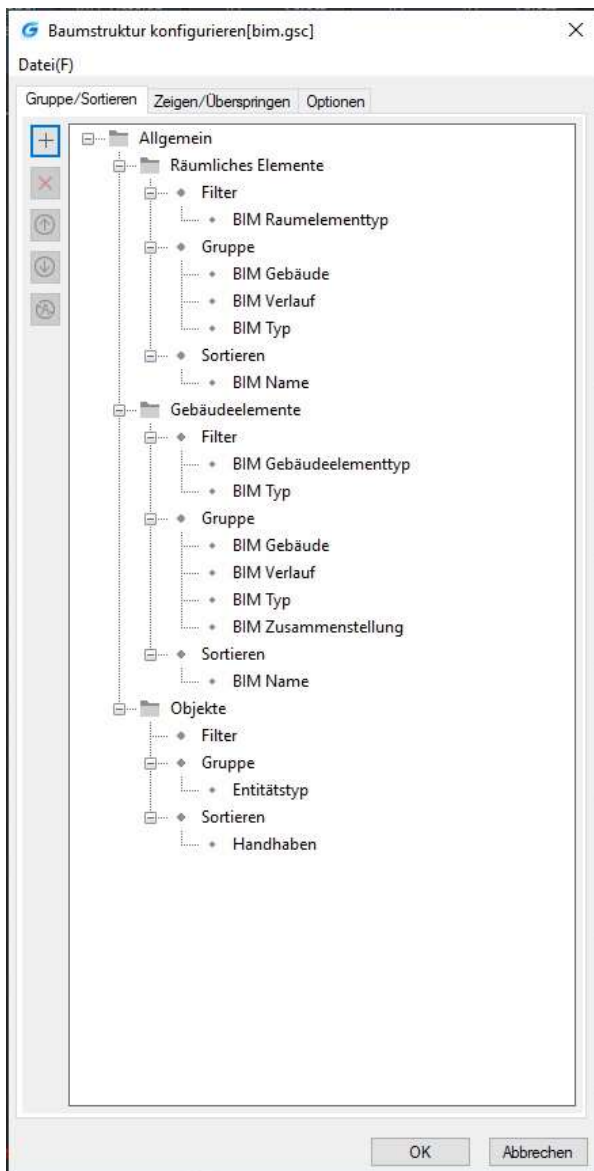 Baumstruktur konfigurieren[bim.gsc]
Datei(F)
Gruppe/Sortieren Zeigen/Überspringen Optionen
Allgemein
Räumliches Elemente
Filter
BIM Raumelementtyp
Gruppe
BIM Gebäude
BIM Verlauf
BIM Typ
Sortieren
BIM Name
Gebäudeelemente
Filter
BIM Gebäudeelementtyp
BIM Typ
Gruppe
BIM Gebäude
BIM Verlauf
BIM Typ
BIM Zusammenstellung
Sortieren
BIM Name
Objekte
Filter
Gruppe
Entitätstyp
Sortieren
Handhaben
OK Abbrechen